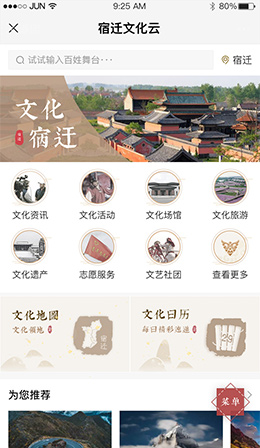 JUN 9:25 AM 80%
宿迁文化云
试试输入百姓舞台···
宿迁
文化
宿迁
文化资讯 文化活动 文化场馆 文化旅游
文化遗产 志愿服务 文艺社团 查看更多
文化地图 文化日历
文化领地 每日精彩速递
宿迁
为您推荐
菜单